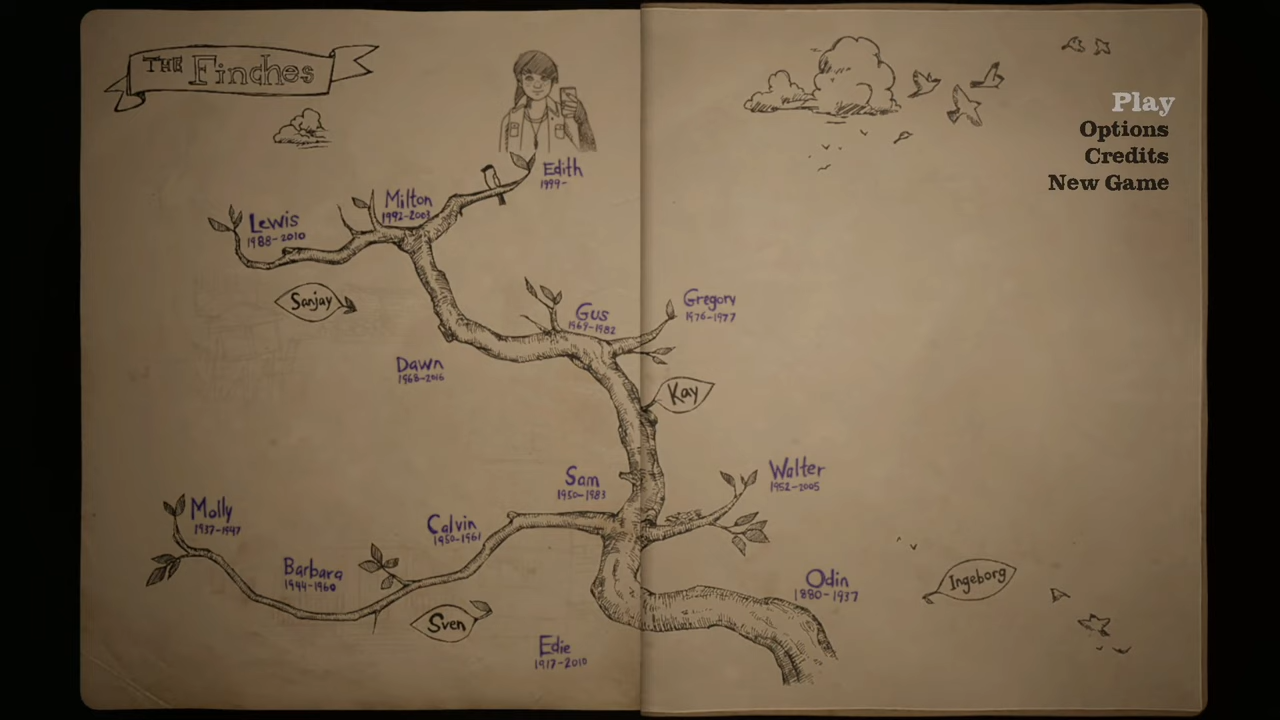 THE Finches
Play
Options
Credits
New Game
Edith
1999-
Milton
1992-2003
Lewis
1988-2010
Sanjay
Gregory
1976-1977
Gus
1969-1982
Dawn
1968-2016
Kay
Sam
1950-1983
Walter
1952-2005
Molly
1937-1947
Calvin
1950-1961
Barbara
1944-1960
Odin
1880-1937
Ingeborg
Sven
Edie
1917-2010